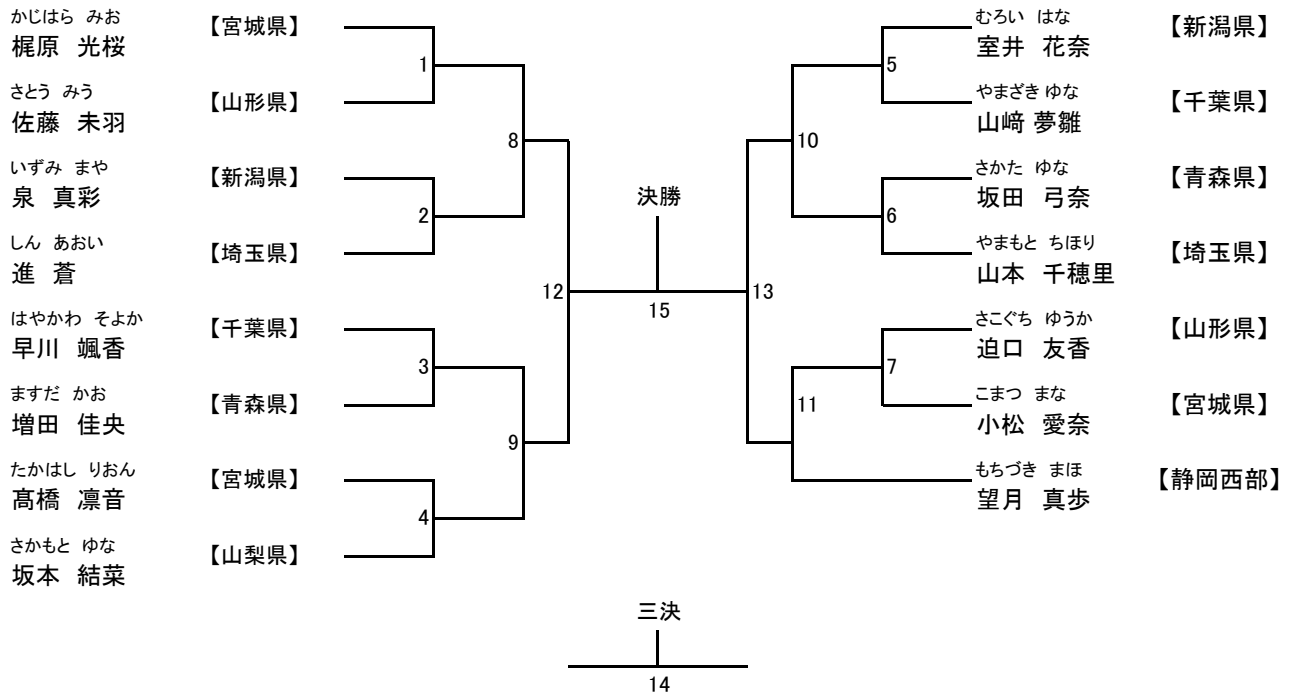 かじはら みお
梶原 光桜 【宮城県】
1
さとう みう
佐藤 未羽 【山形県】
8
いずみ まや
泉 真彩 【新潟県】
2
しん あおい
進 蒼 【埼玉県】
12
はやかわ そよか
早川 颯香 【千葉県】
3
ますだ かお
増田 佳央 【青森県】
9
たかはし りおん
髙橋 凛音 【宮城県】
4
さかもと ゆな
坂本 結菜 【山梨県】
決勝
15
むろい はな
室井 花奈 【新潟県】
5
やまざき ゆな
山﨑 夢雛 【千葉県】
10
さかた ゆな
坂田 弓奈 【青森県】
6
やまもと ちほり
山本 千穂里 【埼玉県】
13
さこぐち ゆうか
迫口 友香 【山形県】
7
こまつ まな
小松 愛奈 【宮城県】
11
もちづき まほ
望月 真歩 【静岡西部】
三決
14